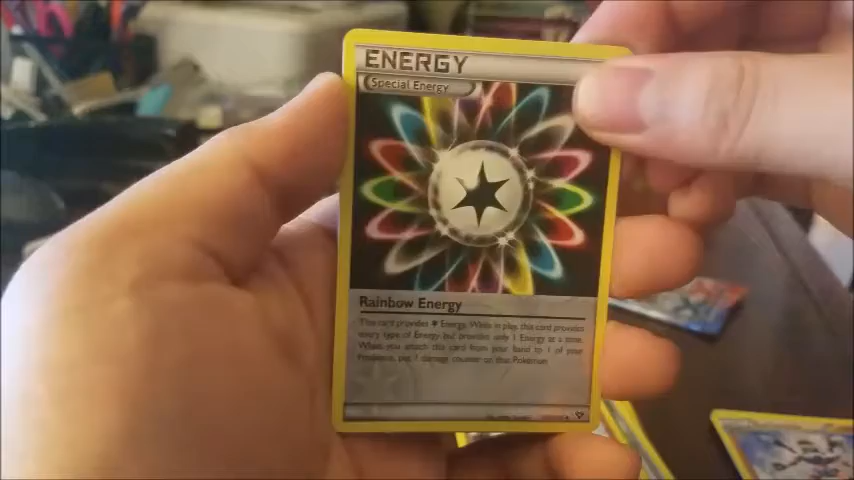 ENERGY
Special Energy
Rainbow Energy
This card provides Energy. While in play, this card provides
every type of Energy but provides only 1 Energy at a time.
When you attach this card from your hand to 1 of your
Pokémon, put 1 damage counter on that Pokémon.